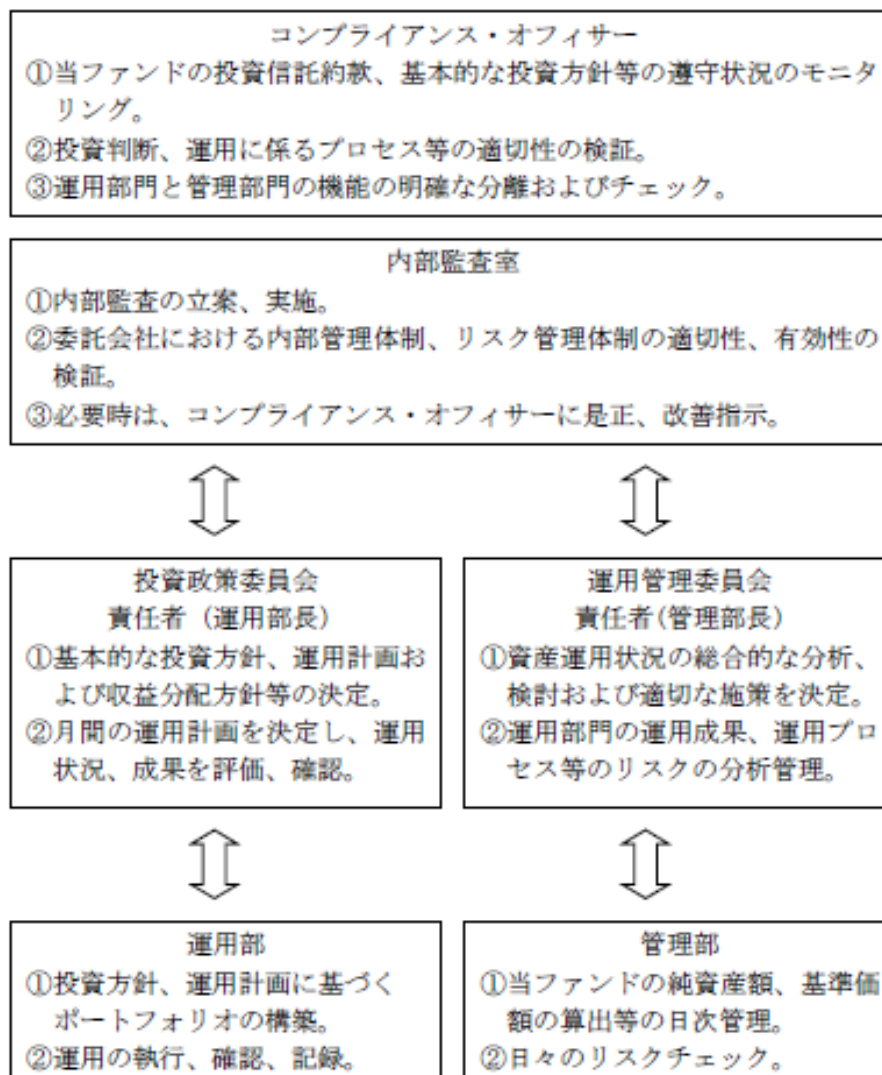 コンプライアンス・オフィサー
①当ファンドの投資信託約款、基本的な投資方針等の遵守状況のモニタ
リング。
②投資判断、運用に係るプロセス等の適切性の検証。
③運用部門と管理部門の機能の明確な分離およびチェック。
内部監査室
①内部監査の立案、実施。
②委託会社における内部管理体制、リスク管理体制の適切性、有効性の
検証。
③必要時は、コンプライアンス・オフィサーに是正、改善指示。
投資政策委員会
責任者（運用部長）
①基本的な投資方針、運用計画お
よび収益分配方針等の決定。
②月間の運用計画を決定し、運用
状況、成果を評価、確認。
運用管理委員会
責任者(管理部長)
①資産運用状況の総合的な分析、
検討および適切な施策を決定。
②運用部門の運用成果、運用プロ
セス等のリスクの分析管理。
運用部
①投資方針、運用計画に基づく
ポートフォリオの構築。
②運用の執行、確認、記録。
管理部
①当ファンドの純資産額、基準価
額の算出等の日次管理。
②日々のリスクチェック。